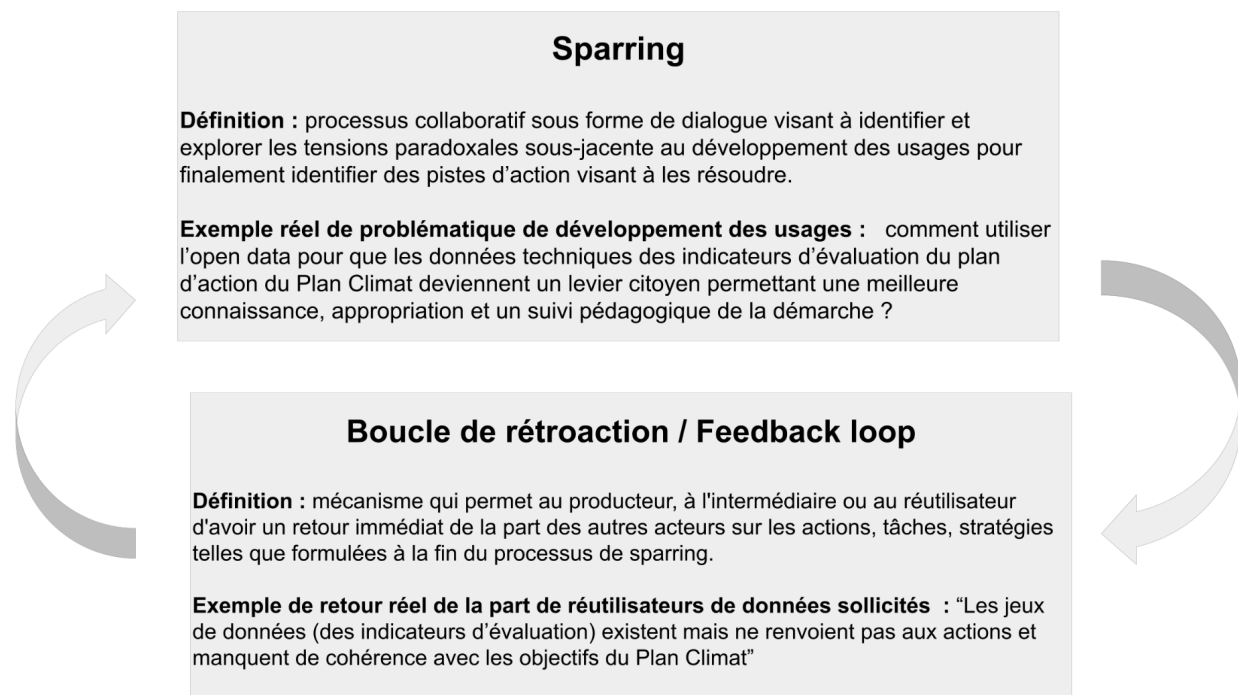 Sparring
Définition : processus collaboratif sous forme de dialogue visant à identifier et
explorer les tensions paradoxales sous-jacente au développement des usages pour
finalement identifier des pistes d’action visant à les résoudre.
Exemple réel de problématique de développement des usages : comment utiliser
l’open data pour que les données techniques des indicateurs d’évaluation du plan
d’action du Plan Climat deviennent un levier citoyen permettant une meilleure
connaissance, appropriation et un suivi pédagogique de la démarche ?
Boucle de rétroaction / Feedback loop
Définition : mécanisme qui permet au producteur, à l'intermédiaire ou au réutilisateur
d'avoir un retour immédiat de la part des autres acteurs sur les actions, tâches, stratégies
telles que formulées à la fin du processus de sparring.
Exemple de retour réel de la part de réutilisateurs de données sollicités : “Les jeux
de données (des indicateurs d’évaluation) existent mais ne renvoient pas aux actions et
manquent de cohérence avec les objectifs du Plan Climat”